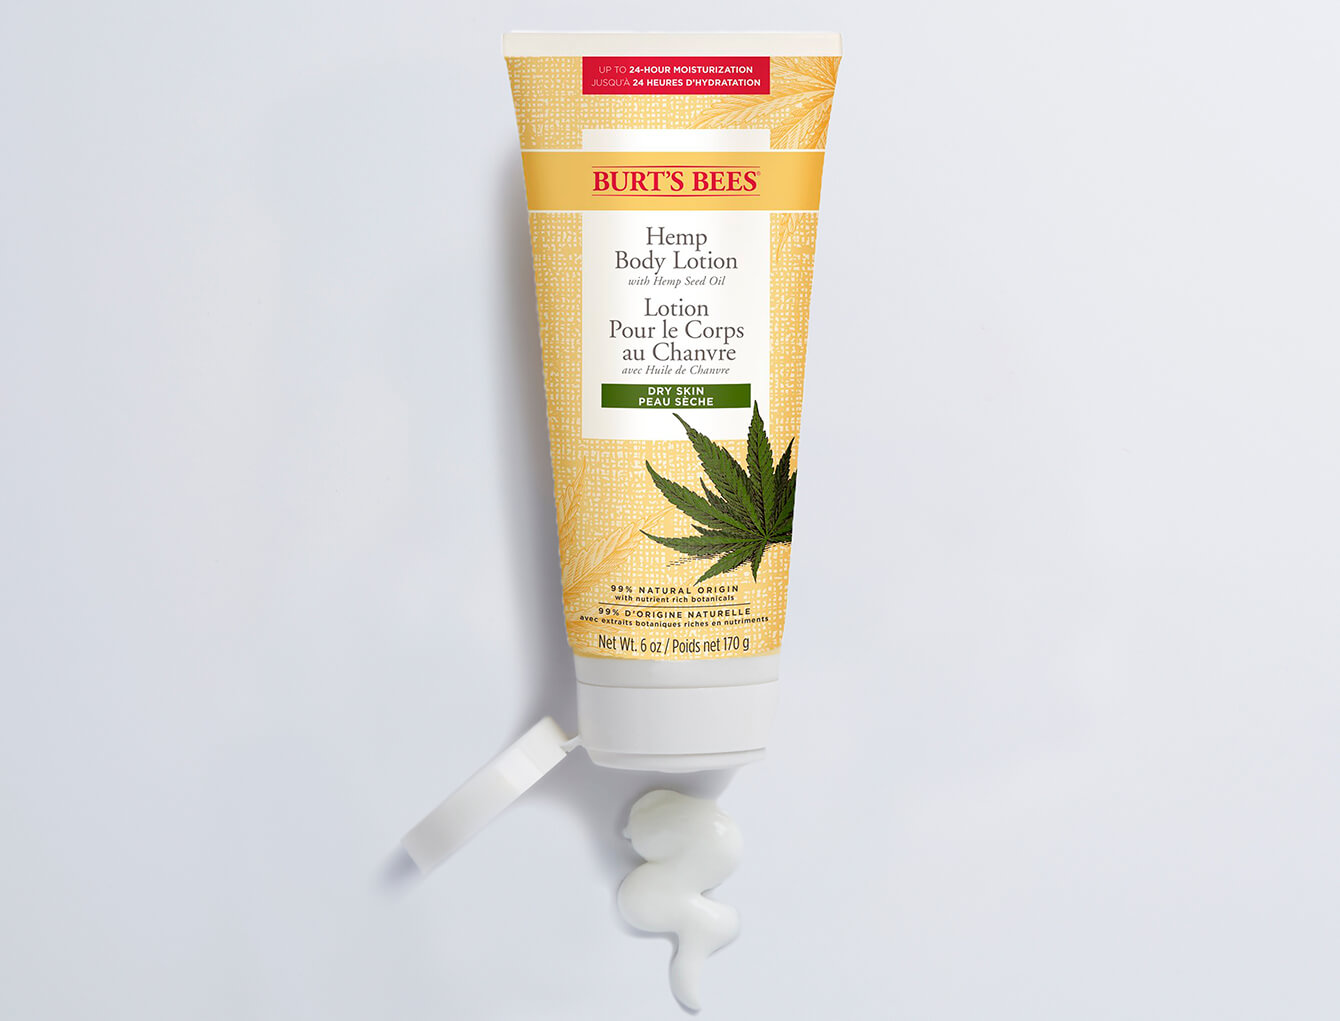 UP TO 24-HOUR MOISTURIZATION
JUSQU'À 24 HEURES D'HYDRATATION
BURT'S BEES®
Hemp
Body Lotion
with Hemp Seed Oil
Lotion
Pour le Corps
au Chanvre
avec Huile de Chanvre
DRY SKIN
PEAU SÈCHE
99% NATURAL ORIGIN
with nutrient rich botanicals
99% D'ORIGINE NATURELLE
avec extraits botaniques riches en nutriments
Net Wt. 6 oz / Poids net 170 g